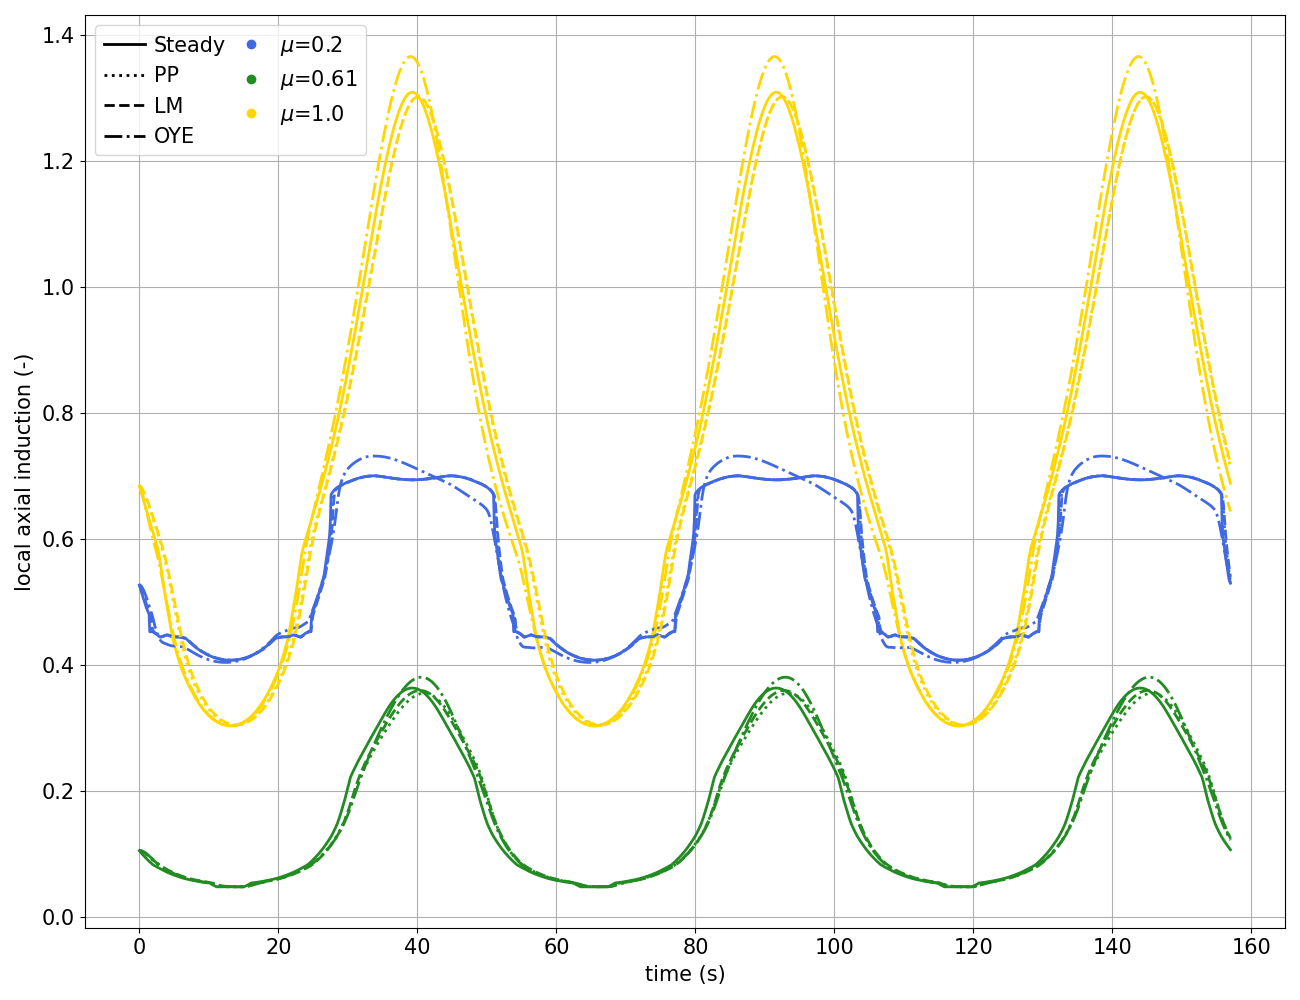 local axial induction (-)
1.4
1.2
1.0
0.8
0.6
0.4
0.2
0.0
Steady
PP
LM
OYE
μ=0.2
μ=0.61
μ=1.0
0 20 40 60 80 100 120 140 160
time (s)